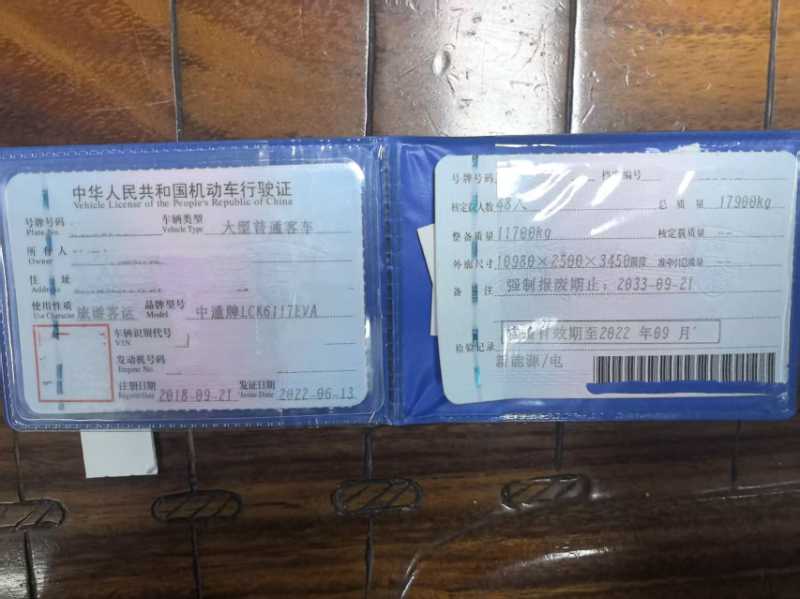 中华人民共和国机动车行驶证
Vehicle License of the People's Republic of China
号牌号码 车辆类型 大型普通客车
Plate No. Vehicle Type
所有人
Owner
住址
Address
使用性质 旅游客运 品牌型号 中通牌LCK6117EVA
Use Character Model
车辆识别代号
VIN
发动机号码
Engine No.
注册日期 2018-09-21 发证日期 2022-06-13
Register Date Issue Date
号牌号码 档案编号
核定载人数 48人 总质量 17900kg
整备质量 11700kg 核定载质量 --
外廓尺寸 10980×2500×3450mm 准牵引总质量 --
备注 强制报废期止：2033-09-21
检验记录 检验有效期至2022年09月
新能源/电